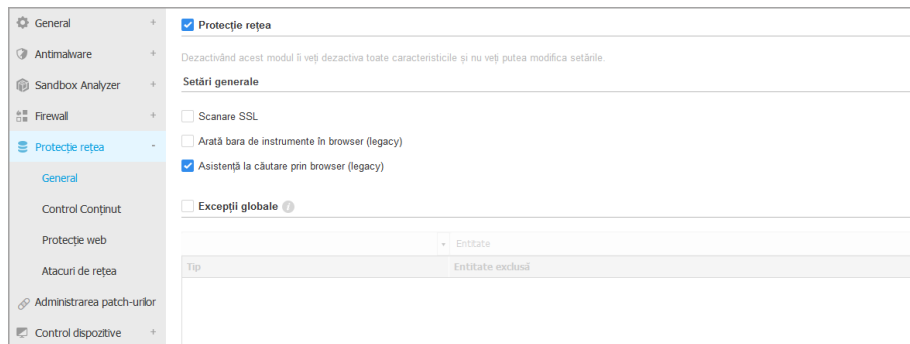 General +
Antimalware +
Sandbox Analyzer +
Firewall +
Protecție rețea -
General
Control Conținut
Protecție web
Atacuri de rețea
Administrarea patch-urilor
Control dispozitive +
Protecție rețea
Dezactivând acest modul îi veți dezactiva toate caracteristicile și nu veți putea modifica setările.
Setări generale
Scanare SSL
Arată bara de instrumente în browser (legacy)
Asistență la căutare prin browser (legacy)
Excepții globale
Entitate
Tip Entitate exclusă